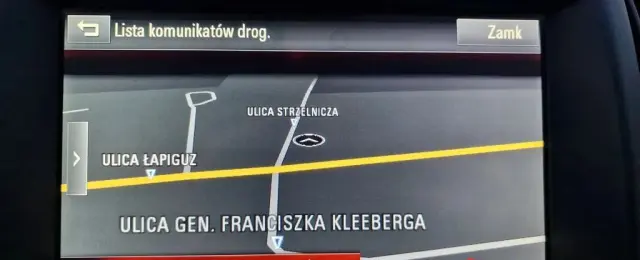 Lista komunikatów drog.
Zamk
ULICA STRZELNICZA
ULICA ŁAPIGUZ
ULICA GEN. FRANCISZKA KLEEBERGA